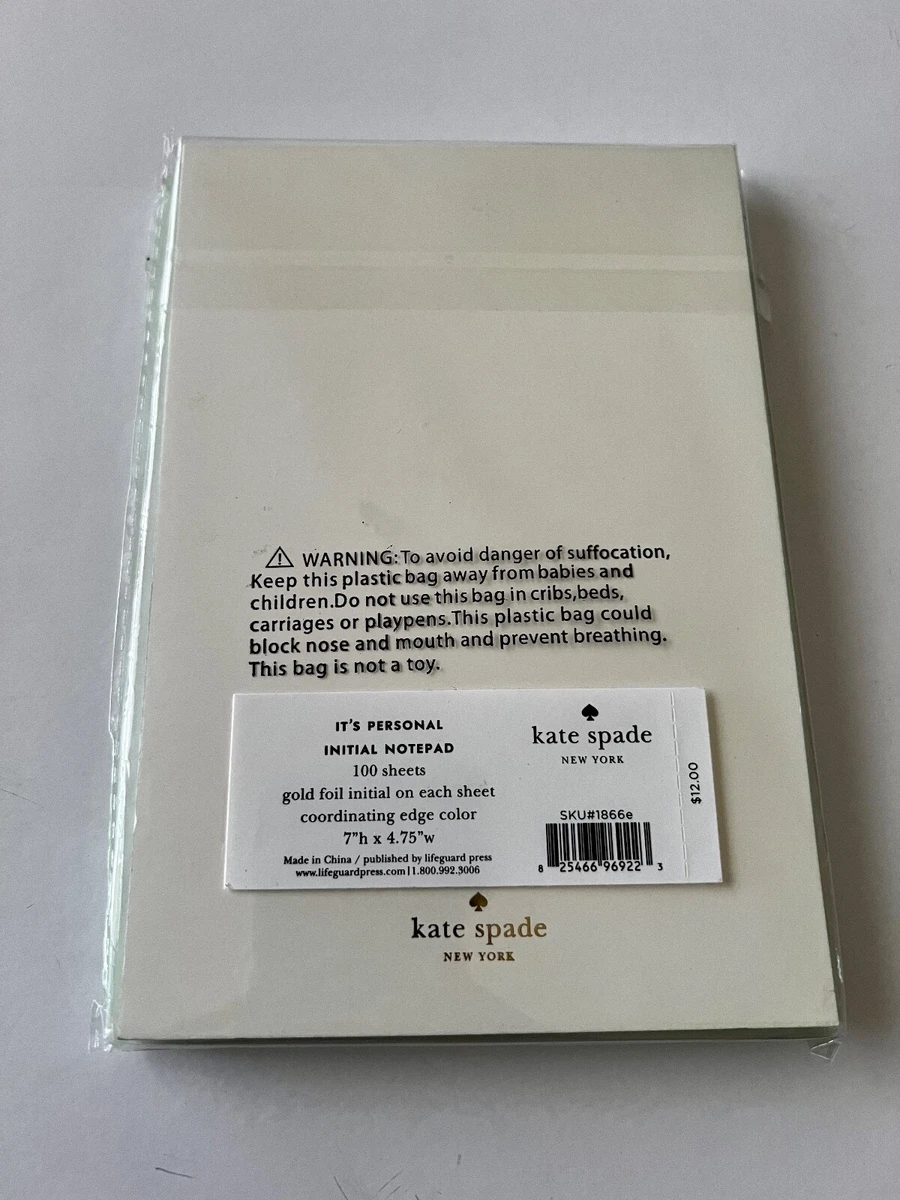 ⚠ WARNING:To avoid danger of suffocation,
Keep this plastic bag away from babies and
children.Do not use this bag in cribs,beds,
carriages or playpens.This plastic bag could
block nose and mouth and prevent breathing.
This bag is not a toy.
IT'S PERSONAL
INITIAL NOTEPAD
100 sheets
gold foil initial on each sheet
coordinating edge color
7"h x 4.75"w
Made in China / published by lifeguard press
www.lifeguardpress.com | 1.800.992.3006
kate spade
NEW YORK
SKU#1866e
8 25466 96922 3
$12.00
kate spade
NEW YORK